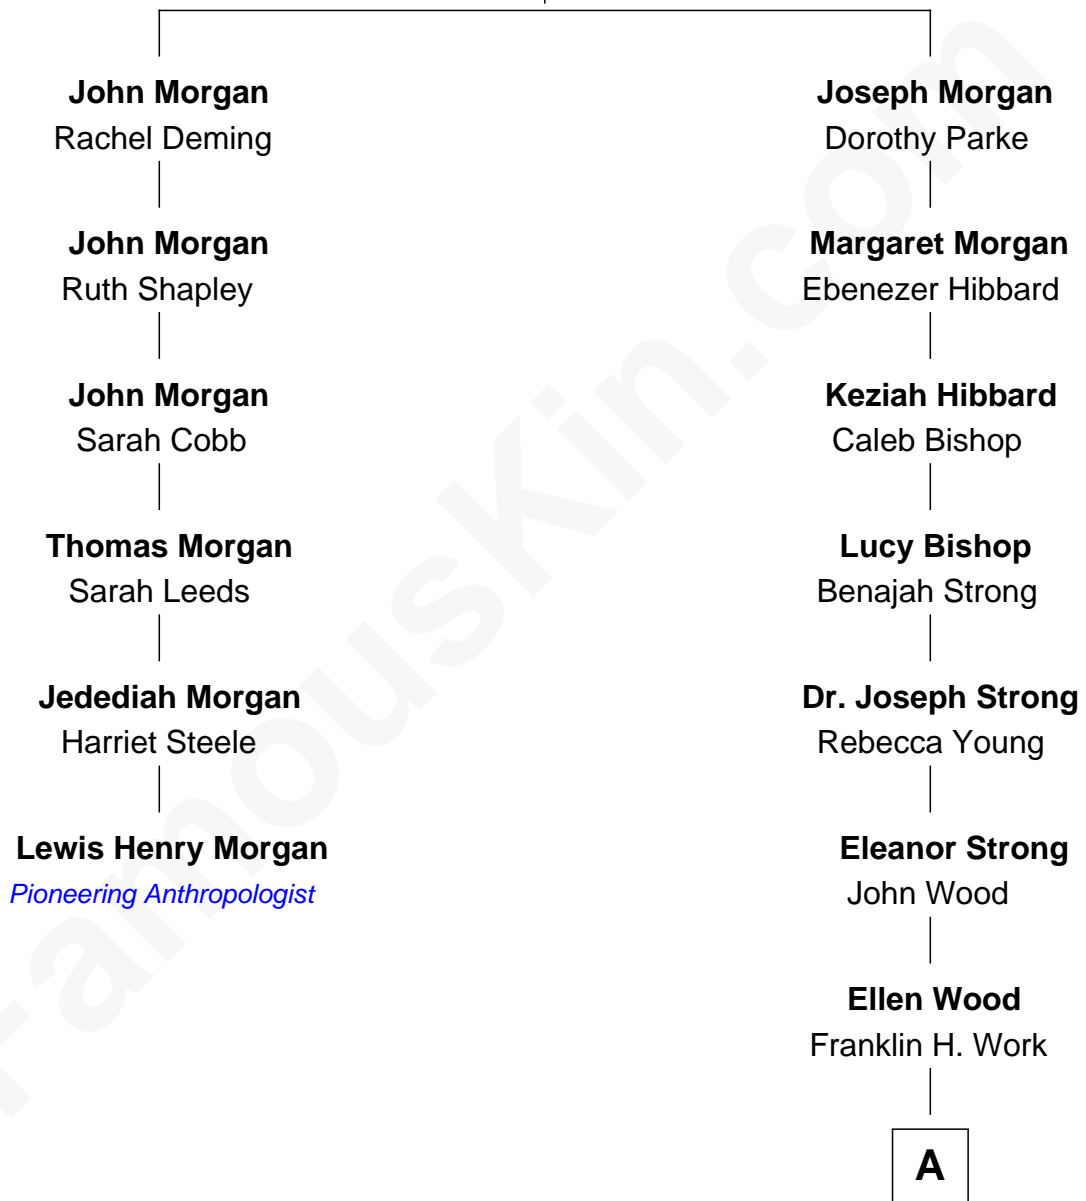 John Morgan
Rachel Deming
John Morgan
Ruth Shapley
John Morgan
Sarah Cobb
Thomas Morgan
Sarah Leeds
Jedediah Morgan
Harriet Steele
Lewis Henry Morgan
Pioneering Anthropologist
Joseph Morgan
Dorothy Parke
Margaret Morgan
Ebenezer Hibbard
Keziah Hibbard
Caleb Bishop
Lucy Bishop
Benajah Strong
Dr. Joseph Strong
Rebecca Young
Eleanor Strong
John Wood
Ellen Wood
Franklin H. Work
A
FamousKin.com